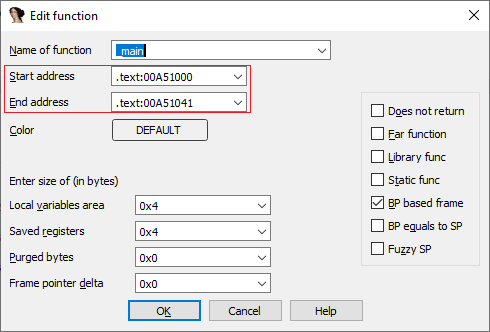 Edit function
Name of function _main
Start address .text:00A51000
End address .text:00A51041
Color DEFAULT
Does not return
Far function
Library func
Static func
BP based frame
BP equals to SP
Fuzzy SP
Enter size of (in bytes)
Local variables area 0x4
Saved registers 0x4
Purged bytes 0x0
Frame pointer delta 0x0
OK Cancel Help